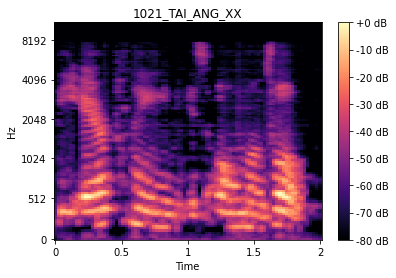 1021_TAI_ANG_XX
+0 dB
8192
-10 dB
4096
-20 dB
-30 dB
2048
Hz
-40 dB
1024
-50 dB
512
-60 dB
-70 dB
0
-80 dB
0 0.5 1 1.5 2
Time